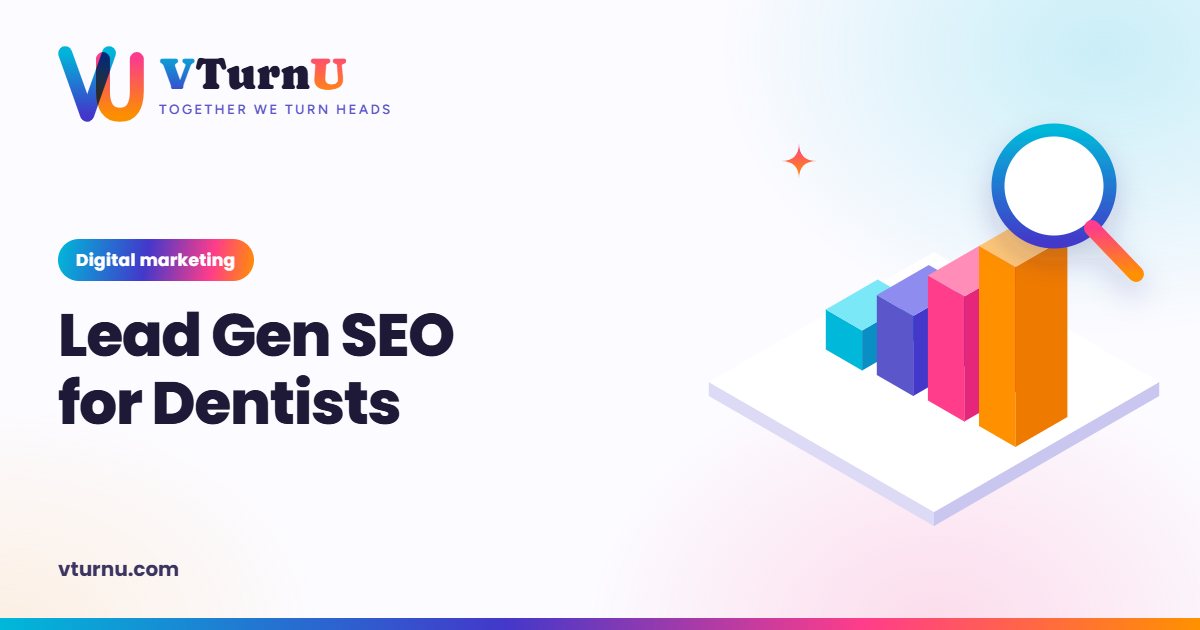 VTurnU
TOGETHER WE TURN HEADS
Digital marketing
Lead Gen SEO
for Dentists
vturnu.com